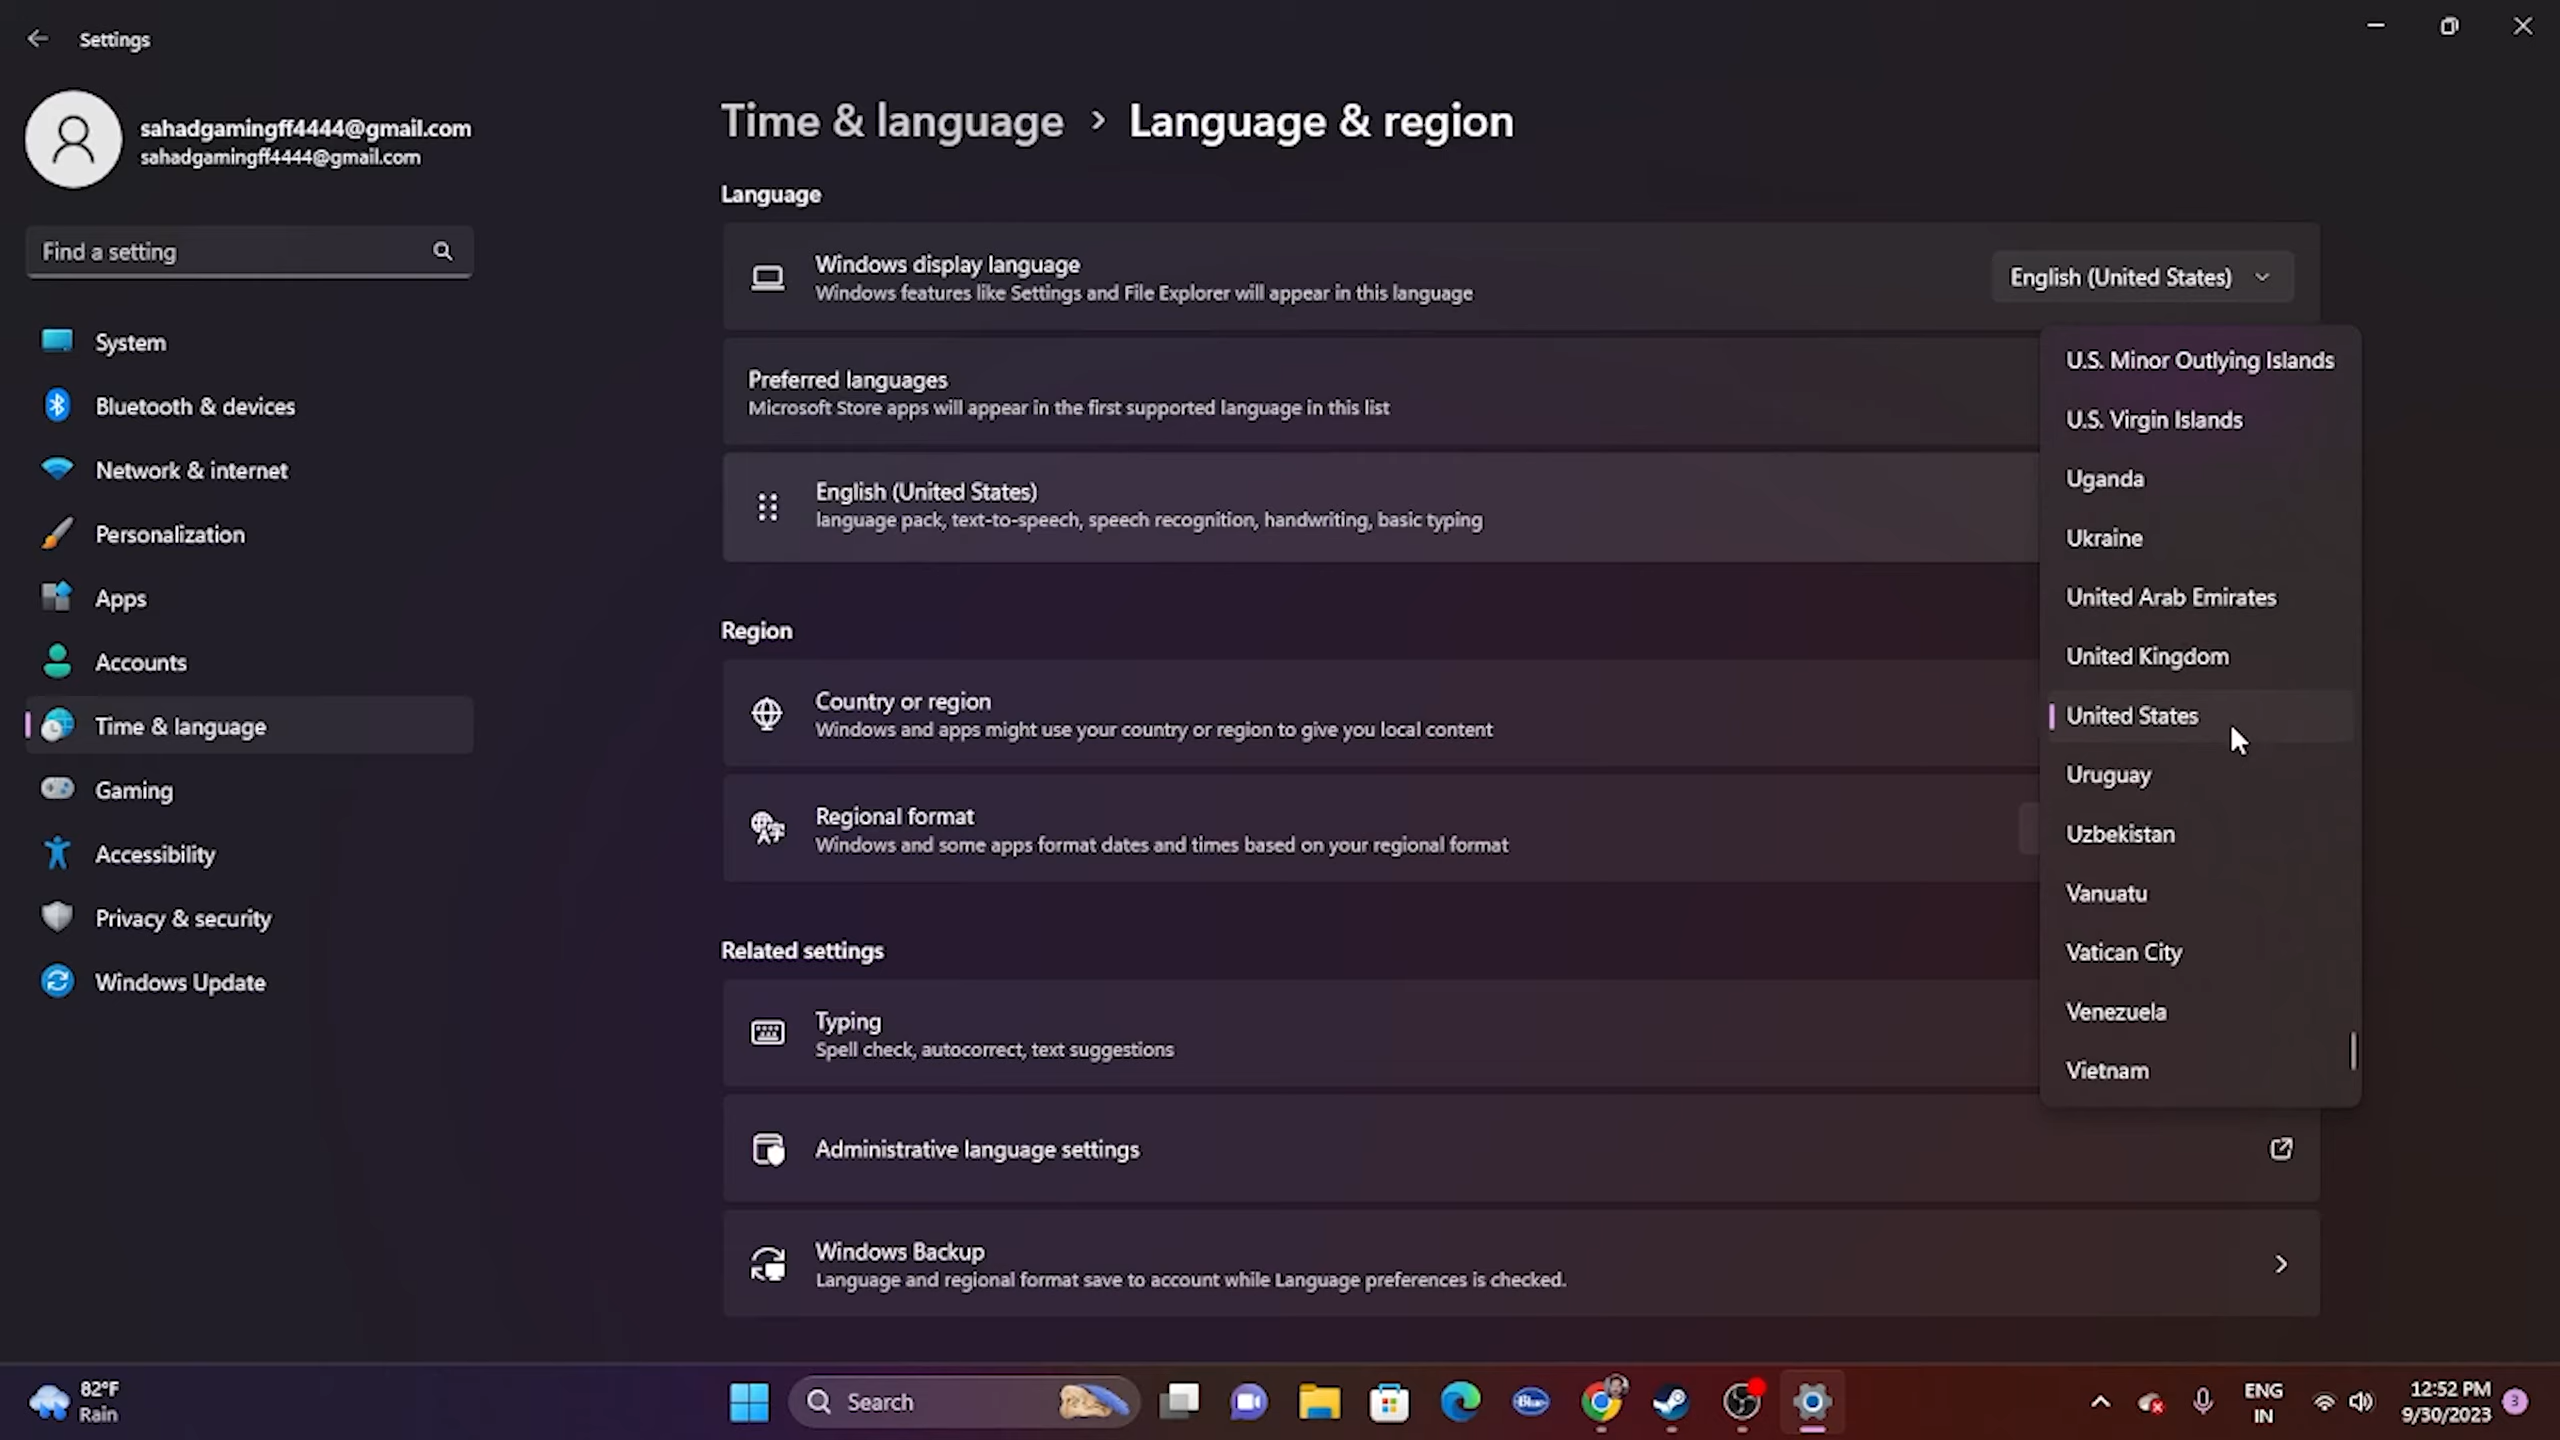 Settings
sahadgamingff4444@gmail.com
sahadgamingff4444@gmail.com
Find a setting
System
Bluetooth & devices
Network & internet
Personalization
Apps
Accounts
Time & language
Gaming
Accessibility
Privacy & security
Windows Update
Time & language > Language & region
Language
Windows display language
Windows features like Settings and File Explorer will appear in this language
English (United States)
Preferred languages
Microsoft Store apps will appear in the first supported language in this list
English (United States)
language pack, text-to-speech, speech recognition, handwriting, basic typing
Region
Country or region
Windows and apps might use your country or region to give you local content
Regional format
Windows and some apps format dates and times based on your regional format
Related settings
Typing
Spell check, autocorrect, text suggestions
Administrative language settings
Windows Backup
Language and regional format save to account while Language preferences is checked.
U.S. Minor Outlying Islands
U.S. Virgin Islands
Uganda
Ukraine
United Arab Emirates
United Kingdom
United States
Uruguay
Uzbekistan
Vanuatu
Vatican City
Venezuela
Vietnam
82°F
Rain
Search
Blue
ENG
IN
12:52 PM
9/30/2023
3